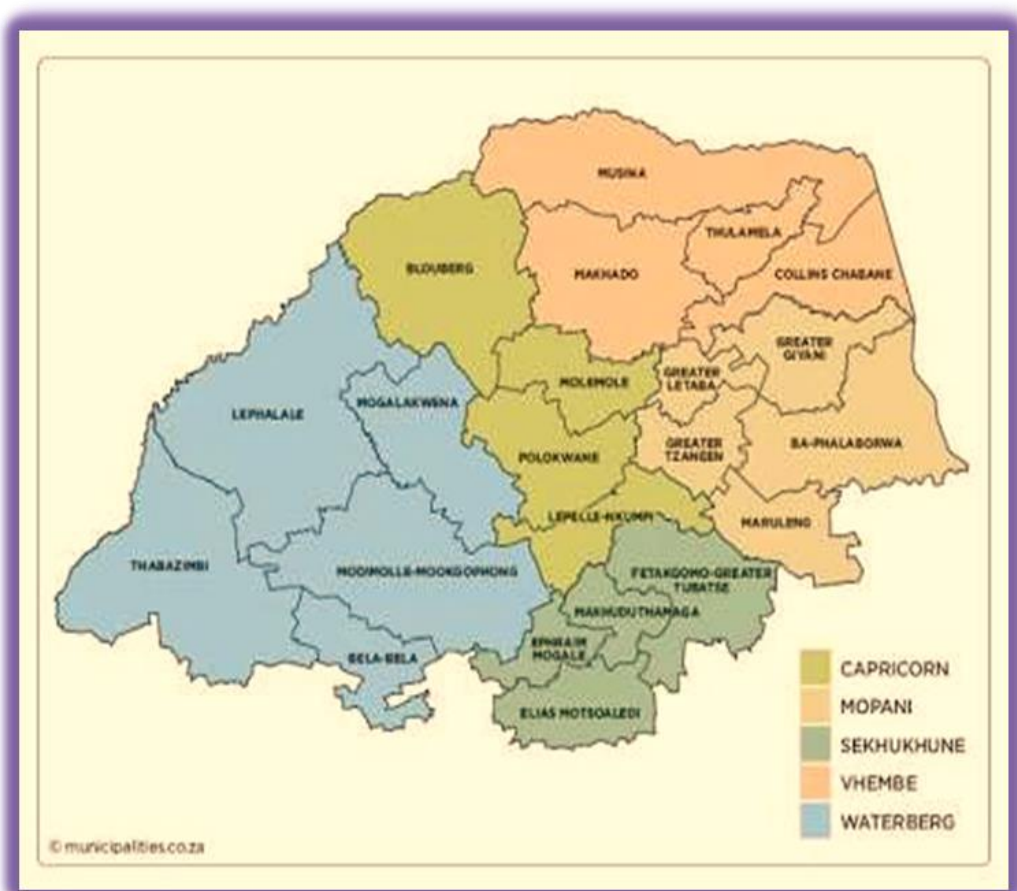 MUSINA
THULAMELA
BLOUBERG
MAKHADO
COLLINS CHABANE
GREATER
GIYANI
MOLEMOLE
GREATER
LETABA
MOGALAKWENA
LEPHALALE
GREATER
TZANEEN
BA-PHALABORWA
POLOKWANE
LEPELLE-NKUMPI
MARULENG
THABAZIMBI
MODIMOLLE-MOOKGOPHONG
FETAKGOMO-GREATER
TUBATSE
MAKHUDUTHAMAGA
EPHRAIM
MOGALE
BELA-BELA
ELIAS MOTSOALEDI
CAPRICORN
MOPANI
SEKHUKHUNE
VHEMBE
WATERBERG
© municipalities.co.za